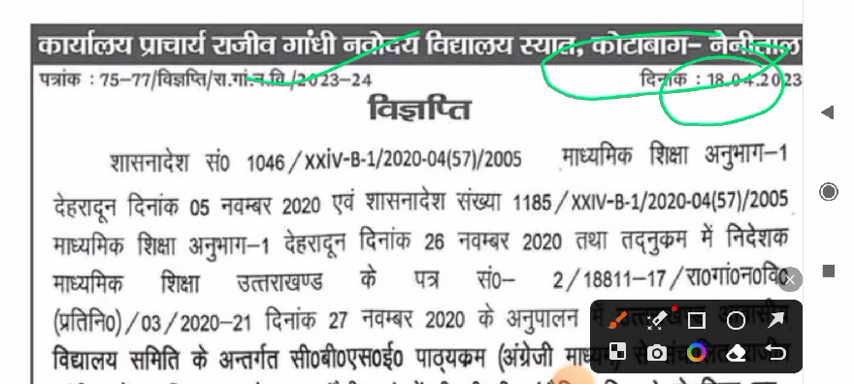 कार्यालय प्राचार्य राजीव गांधी नवोदय विद्यालय स्यात, कोटाबाग– नैनीताल
पत्रांक : 75–77/विज्ञप्ति/रा.गां.न.वि./2023–24 दिनांक : 18.04.2023
विज्ञप्ति
शासनादेश सं0 1046/xxiv-B-1/2020-04(57)/2005 माध्यमिक शिक्षा अनुभाग–1
देहरादून दिनांक 05 नवम्बर 2020 एवं शासनादेश संख्या 1185/XXIV-B-1/2020-04(57)/2005
माध्यमिक शिक्षा अनुभाग–1 देहरादून दिनांक 26 नवम्बर 2020 तथा तद्नुक्रम में निदेशक
माध्यमिक शिक्षा उत्तराखण्ड के पत्र सं०– 2/18811–17/रा0गां0न0वि0
(प्रतिनि0)/03/2020–21 दिनांक 27 नवम्बर 2020 के अनुपालन में
विद्यालय समिति के अन्तर्गत सी0बी0एस0ई0 पाठ्यक्रम (अंग्रेजी माध्यम)